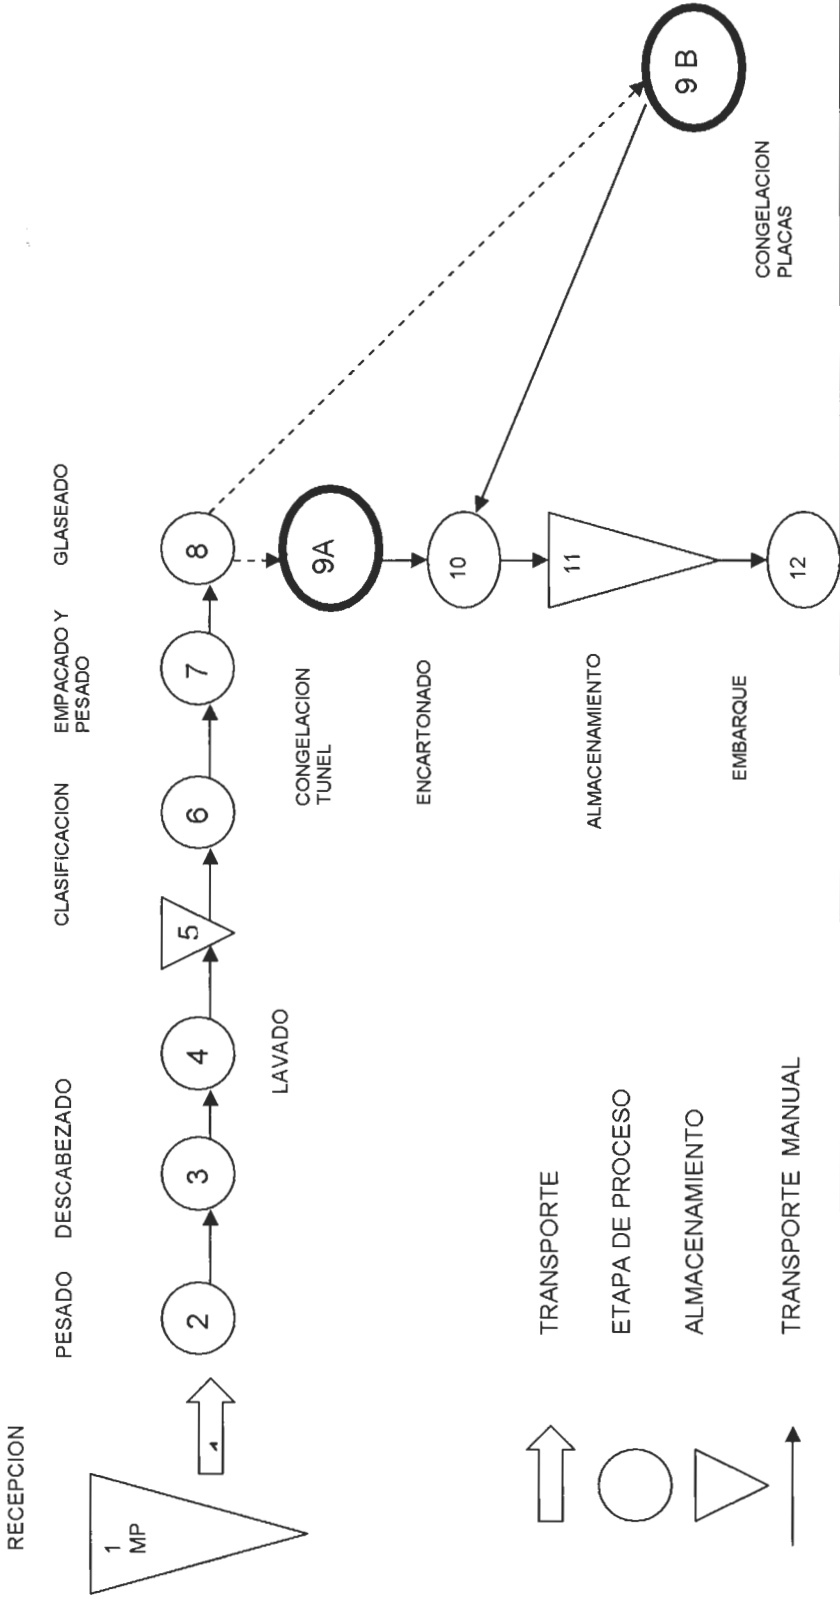 RECEPCION
PESADO
DESCABEZADO
CLASIFICACION
EMPACADO Y
PESADO
GLASEADO
1
MP
1
2
3
4
5
6
7
8
LAVADO
CONGELACION
TUNEL
9A
ENCARTONADO
10
ALMACENAMIENTO
11
EMBARQUE
12
9 B
CONGELACION
PLACAS
TRANSPORTE
ETAPA DE PROCESO
ALMACENAMIENTO
TRANSPORTE MANUAL